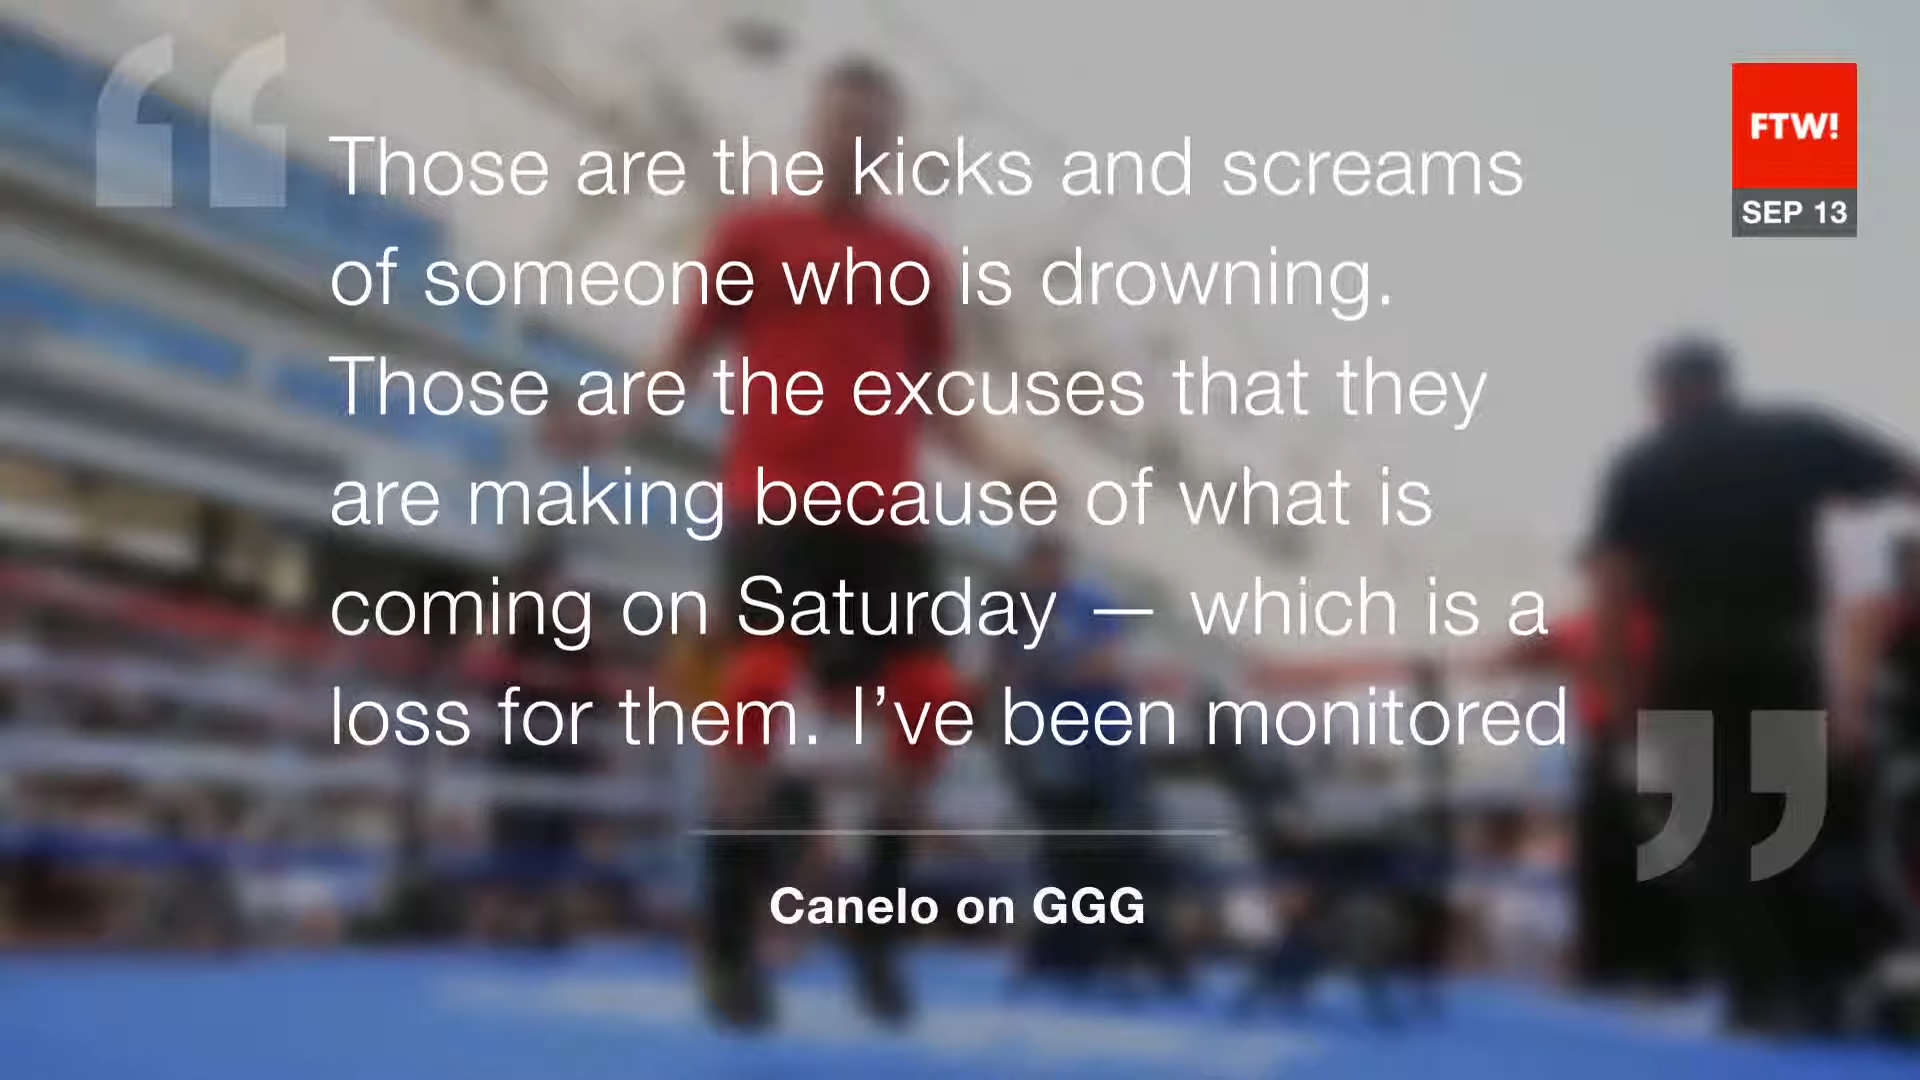 “
FTW!
SEP 13
Those are the kicks and screams
of someone who is drowning.
Those are the excuses that they
are making because of what is
coming on Saturday — which is a
loss for them. I’ve been monitored
”
Canelo on GGG